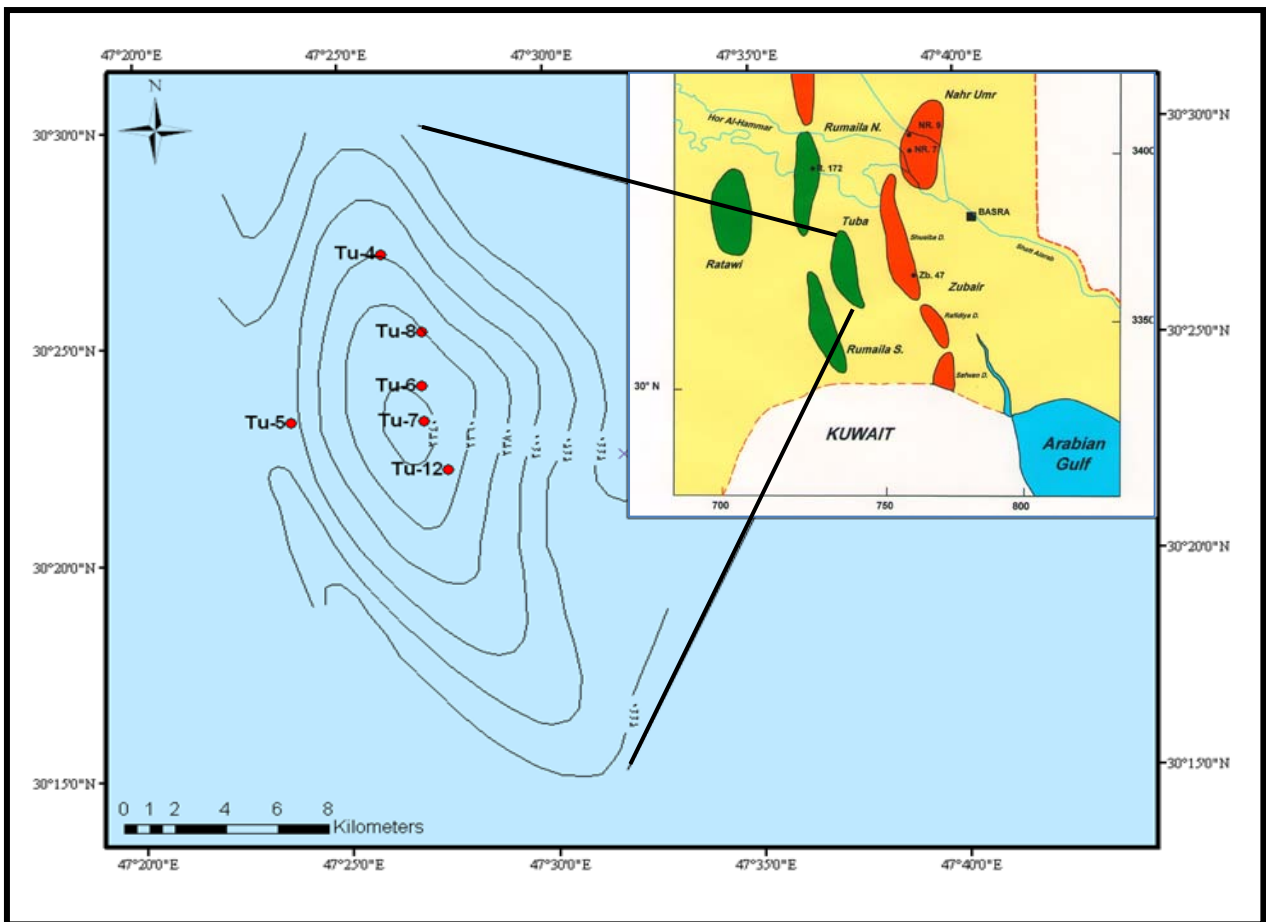 47°20'0"E 47°25'0"E 47°30'0"E 47°35'0"E 47°40'0"E
N
30°30'0"N
30°25'0"N
30°20'0"N
30°15'0"N
30°30'0"N
30°25'0"N
30°20'0"N
30°15'0"N
Tu-4
Tu-8
Tu-6
Tu-5
Tu-7
Tu-12
٢٣٤٠
٢٣٦٠
٢٣٨٠
٢٤٠٠
Nahr Umr
Hor Al-Hammar
Rumaila N.
NR. 9
NR. 7
R. 172
3400
BASRA
Tuba
Shuaiba D.
Shatt Alarab
Ratawi
Zb. 47
Zubair
Rafidiya D.
3350
Rumaila S.
Safwan D.
30° N
KUWAIT
Arabian
Gulf
700 750 800
0 1 2 4 6 8
Kilometers
47°20'0"E 47°25'0"E 47°30'0"E 47°35'0"E 47°40'0"E